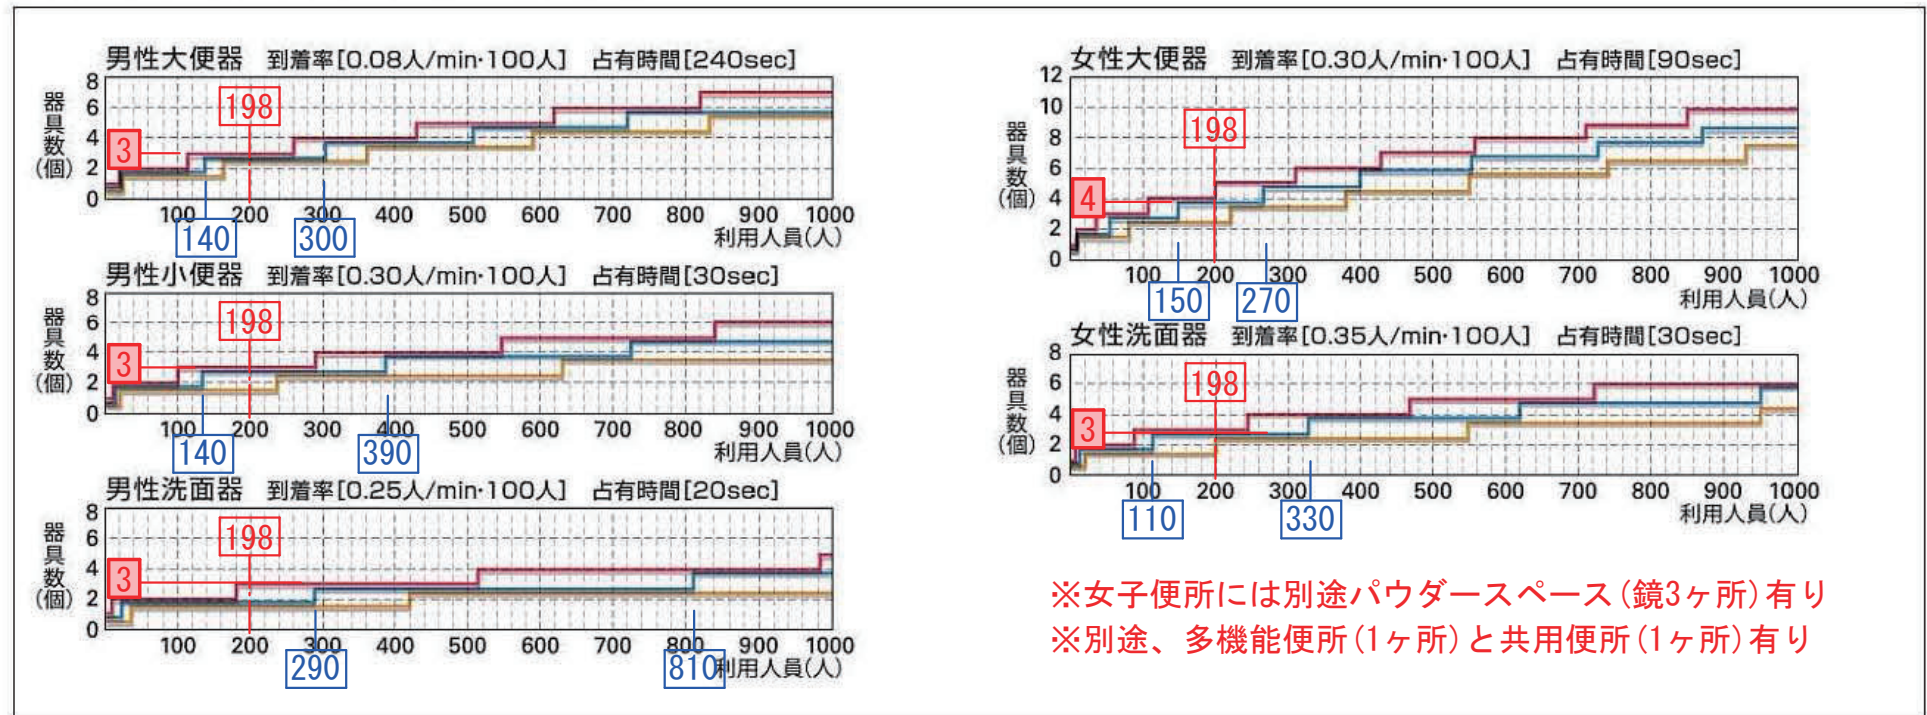 男性大便器 到着率[0.08人/min·100人] 占有時間[240sec]
器具数(個)
8
6
4
2
0
198
3
100 200 300 400 500 600 700 800 900 1000
140 300
利用人員(人)
男性小便器 到着率[0.30人/min·100人] 占有時間[30sec]
器具数(個)
8
6
4
2
0
198
3
100 200 300 400 500 600 700 800 900 1000
140 390
利用人員(人)
男性洗面器 到着率[0.25人/min·100人] 占有時間[20sec]
器具数(個)
8
6
4
2
0
198
3
100 200 300 400 500 600 700 800 900 1000
290 810
利用人員(人)
女性大便器 到着率[0.30人/min·100人] 占有時間[90sec]
器具数(個)
12
10
8
6
4
2
0
198
4
100 200 300 400 500 600 700 800 900 1000
150 270
利用人員(人)
女性洗面器 到着率[0.35人/min·100人] 占有時間[30sec]
器具数(個)
8
6
4
2
0
198
3
100 200 300 400 500 600 700 800 900 1000
110 330
利用人員(人)
※女子便所には別途パウダースペース(鏡3ヶ所)有り
※別途、多機能便所(1ヶ所)と共用便所(1ヶ所)有り